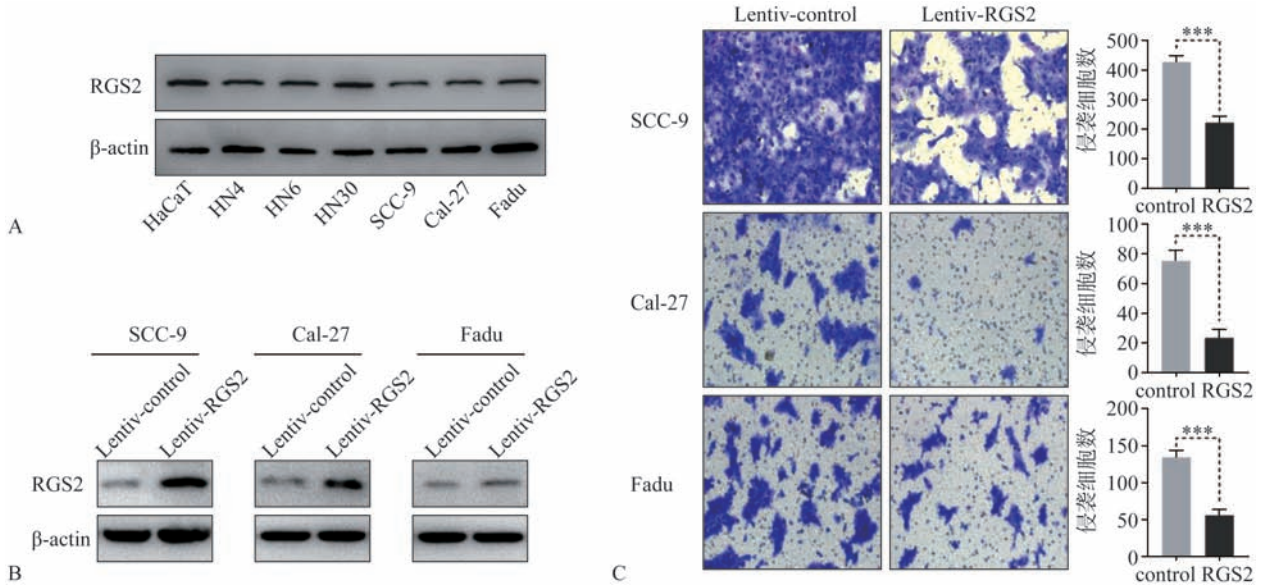 RGS2
β-actin
HaCaT HN4 HN6 HN30 SCC-9 Cal-27 Fadu
A
SCC-9 Cal-27 Fadu
Lentiv-control Lentiv-RGS2 Lentiv-control Lentiv-RGS2 Lentiv-control Lentiv-RGS2
RGS2
β-actin
B
Lentiv-control Lentiv-RGS2
SCC-9
侵袭细胞数
500
400
300
200
100
0
***
control RGS2
Cal-27
侵袭细胞数
100
80
60
40
20
0
***
control RGS2
Fadu
侵袭细胞数
200
150
100
50
0
***
control RGS2
C